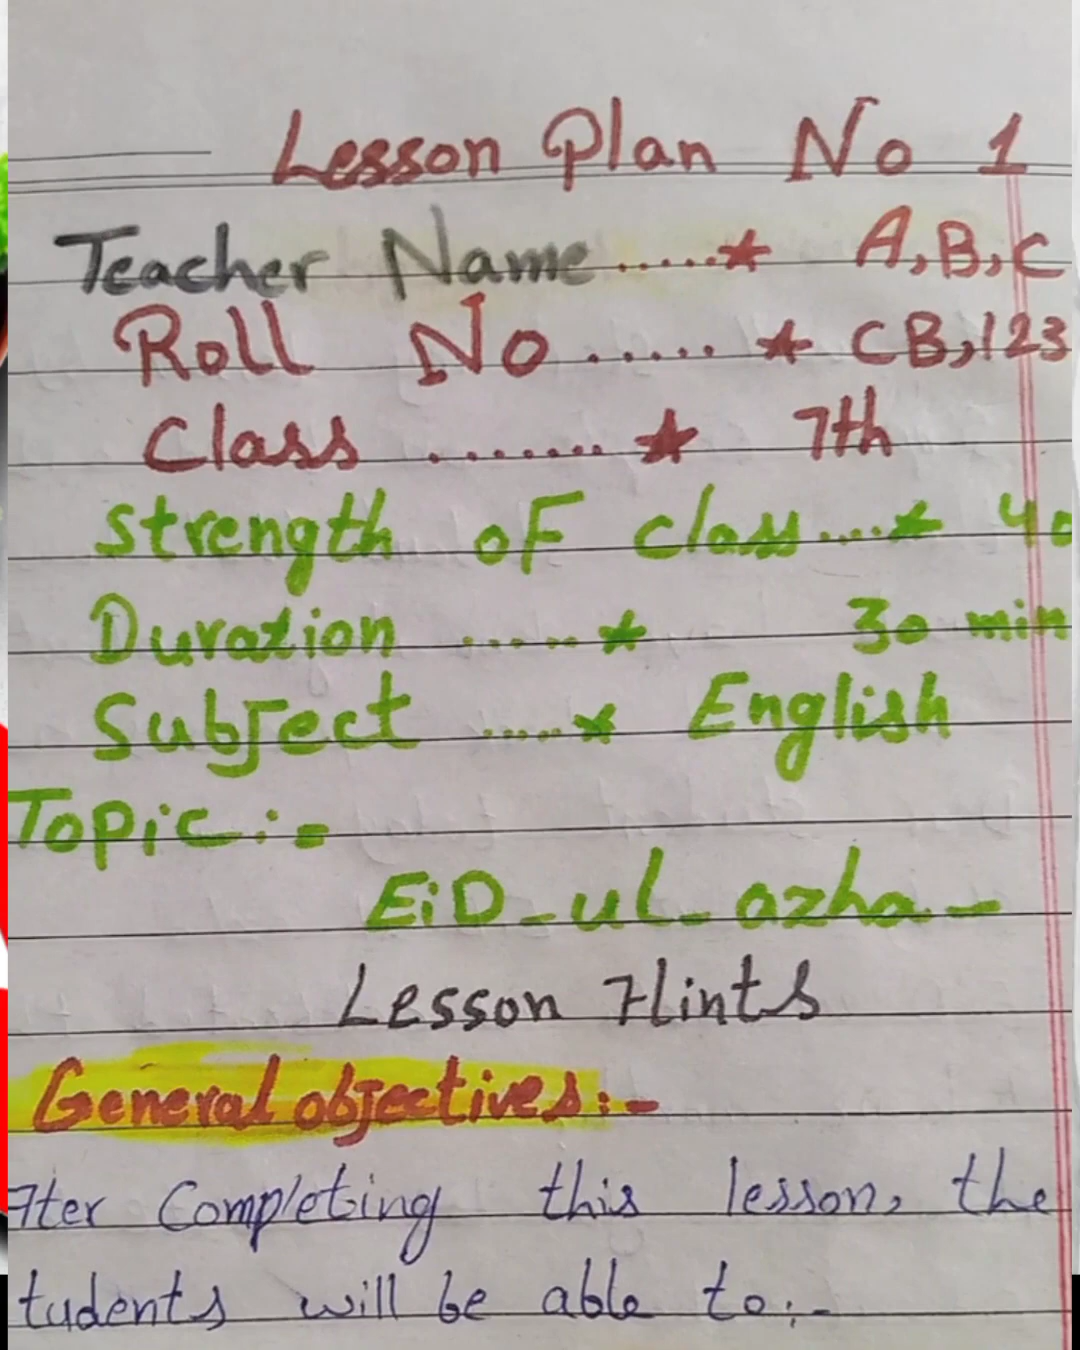 Lesson Plan No 1
Teacher Name.....★ A,B,C
Roll No ...... ★ CB,123
Class ........★ 7th
Strength of class....★ 40
Duration ......★ 30 min
Subject .....★ English
Topic:=
EiD-ul-azha-
Lesson Hints
General objectives:-
fter Completing this lesson, the
tudents will be able to:-